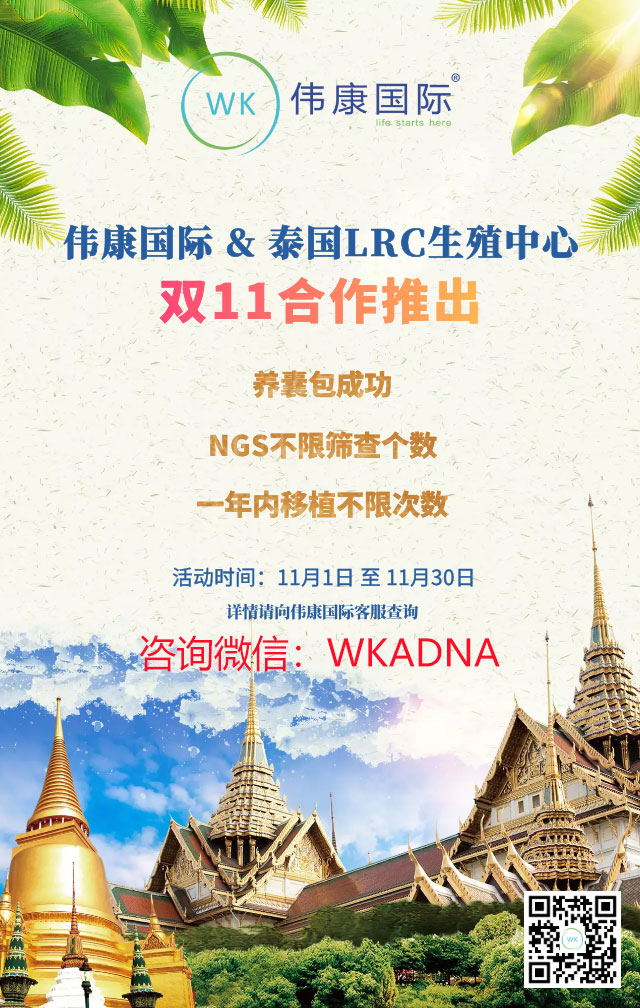 WK 伟康国际®
life starts here
伟康国际 & 泰国LRC生殖中心
双11合作推出
养囊包成功
NGS不限筛查个数
一年内移植不限次数
活动时间：11月1日 至 11月30日
详情请向伟康国际客服查询
咨询微信：WKADNA
WK